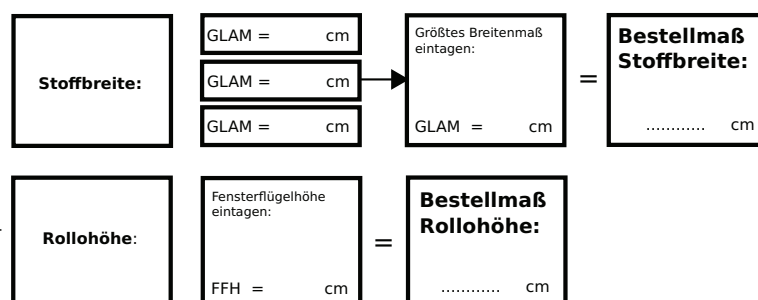 Stoffbreite:
GLAM = cm
GLAM = cm
GLAM = cm
Größtes Breitenmaß
eintagen:
GLAM = cm
=
Bestellmaß
Stoffbreite:
............ cm
Rollohöhe:
Fensterflügelhöhe
eintagen:
FFH = cm
=
Bestellmaß
Rollohöhe:
............ cm